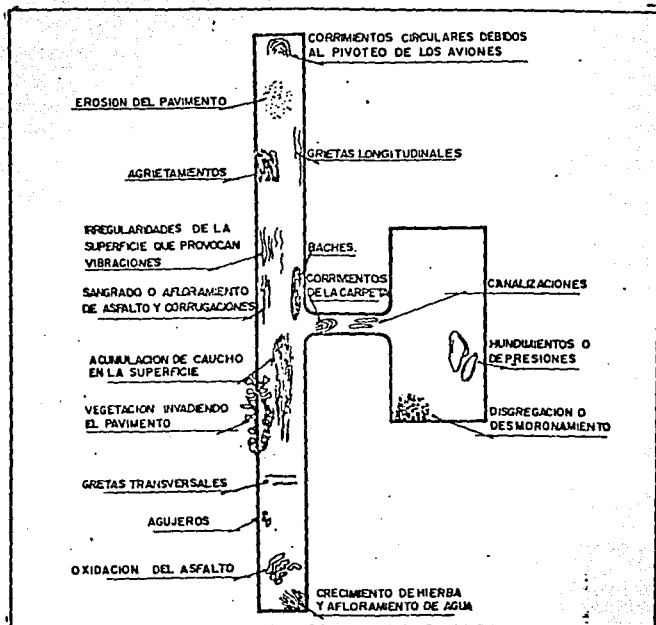 CORRIMIENTOS CIRCULARES DEBIDOS
AL PIVOTEO DE LOS AVIONES
EROSION DEL PAVIMENTO
GRIETAS LONGITUDINALES
AGRIETAMIENTOS
IRREGULARIDADES DE LA
SUPERFICIE QUE PROVOCAN
VIBRACIONES
BACHES.
CORRIMIENTOS
DE LA CARPETA
CANALIZACIONES
SANGRADO O AFLORAMIENTO
DE ASFALTO Y CORRUGACIONES
HUNDIMIENTOS O
DEPRESIONES
ACUMULACION DE CAUCHO
EN LA SUPERFICIE
VEGETACION INVADIENDO
EL PAVIMENTO
DISGREGACION O
DESMORONAMIENTO
GRETAS TRANSVERSALES
AGUJEROS
OXIDACION DEL ASFALTO
CRECIMIENTO DE HIERBA
Y AFLORAMIENTO DE AGUA